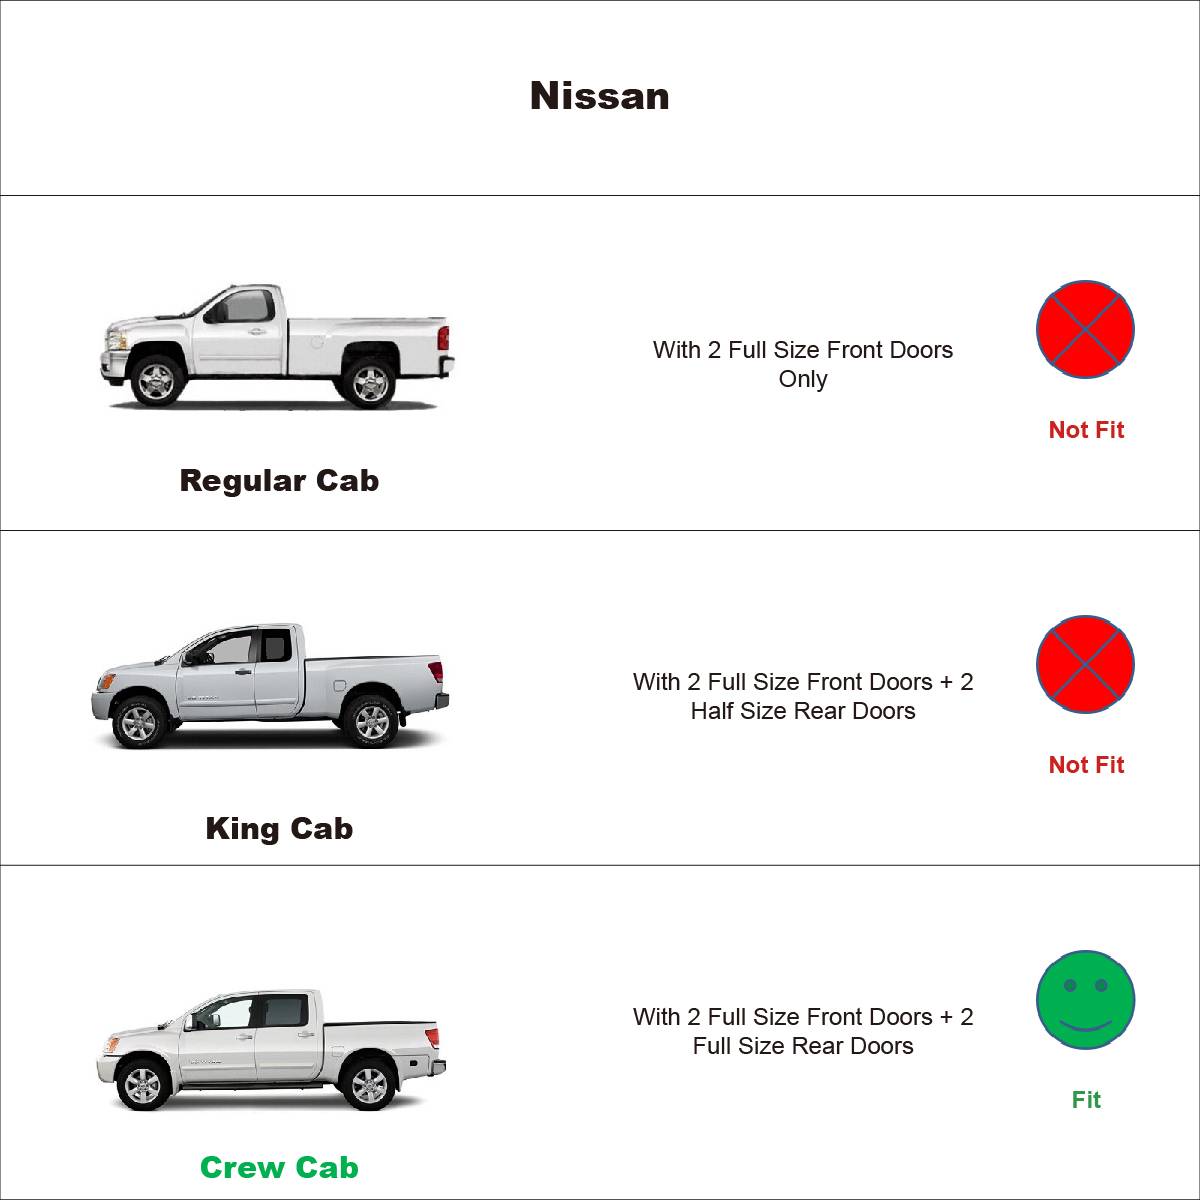 Nissan
With 2 Full Size Front Doors
Only
Not Fit
Regular Cab
With 2 Full Size Front Doors + 2
Half Size Rear Doors
Not Fit
King Cab
With 2 Full Size Front Doors + 2
Full Size Rear Doors
Fit
Crew Cab